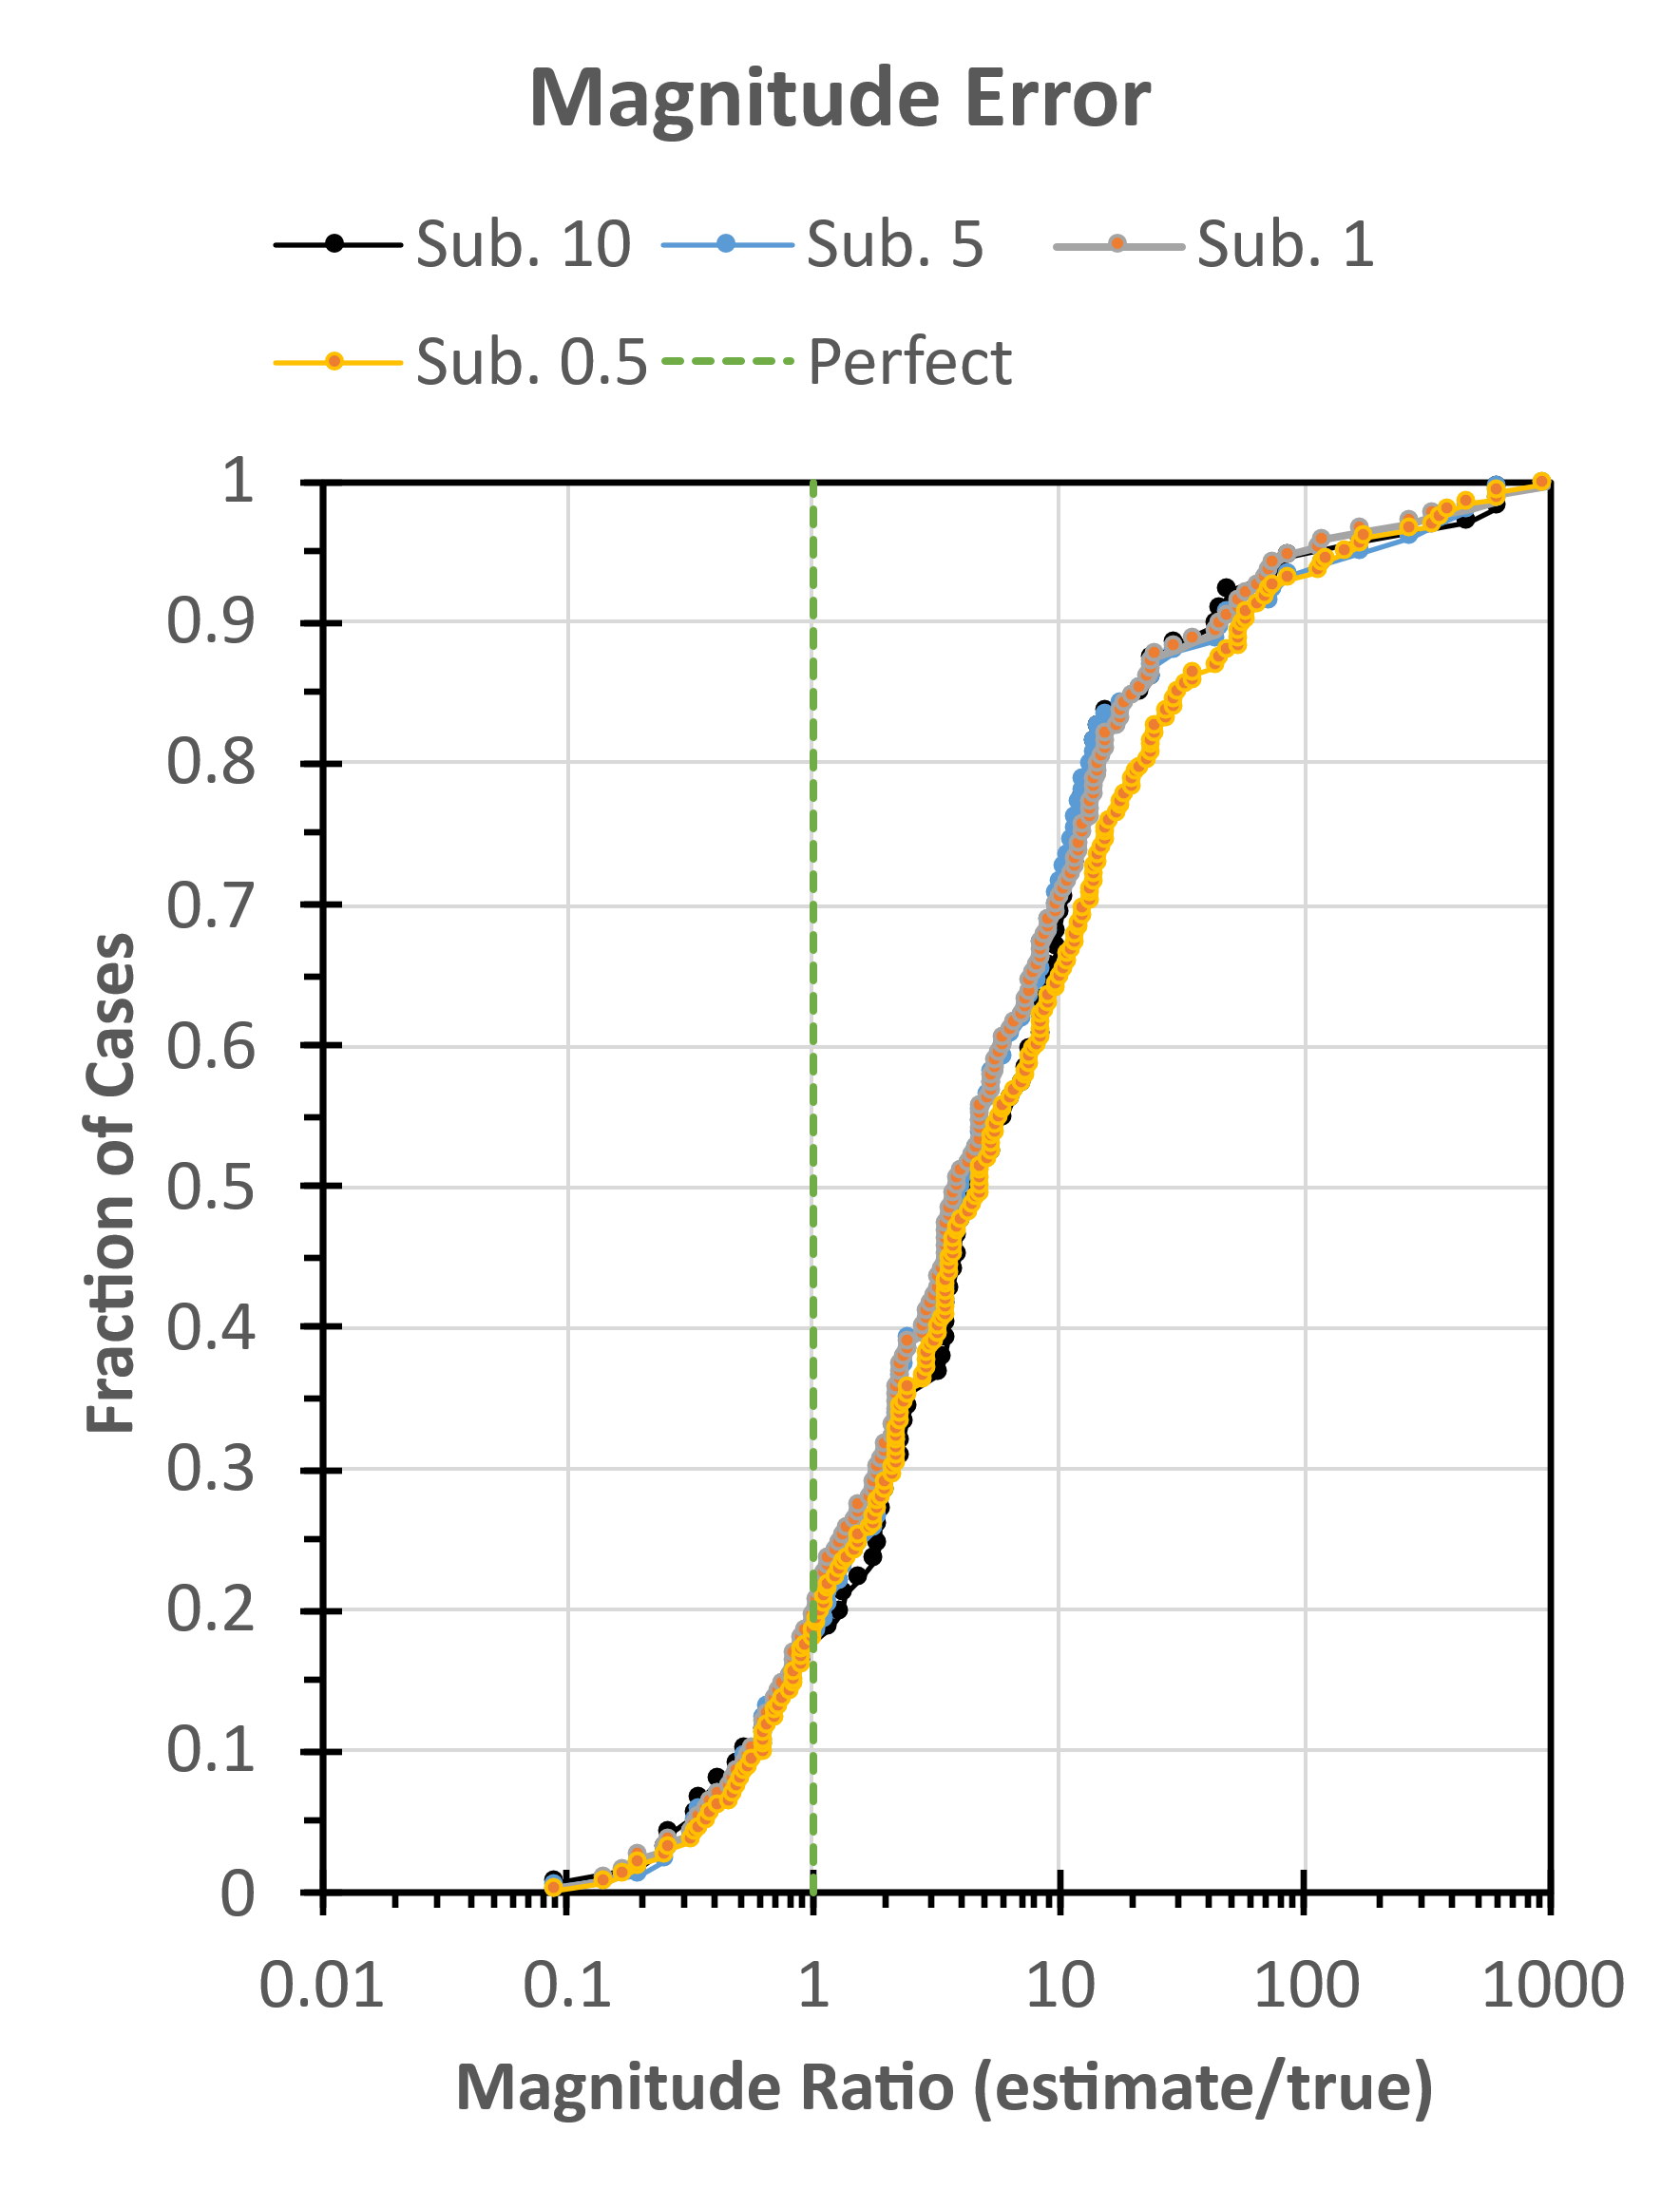 Magnitude Error
Sub. 10 Sub. 5 Sub. 1
Sub. 0.5 Perfect
1
0.9
0.8
0.7
0.6
0.5
0.4
0.3
0.2
0.1
0
Fraction of Cases
0.01 0.1 1 10 100 1000
Magnitude Ratio (estimate/true)